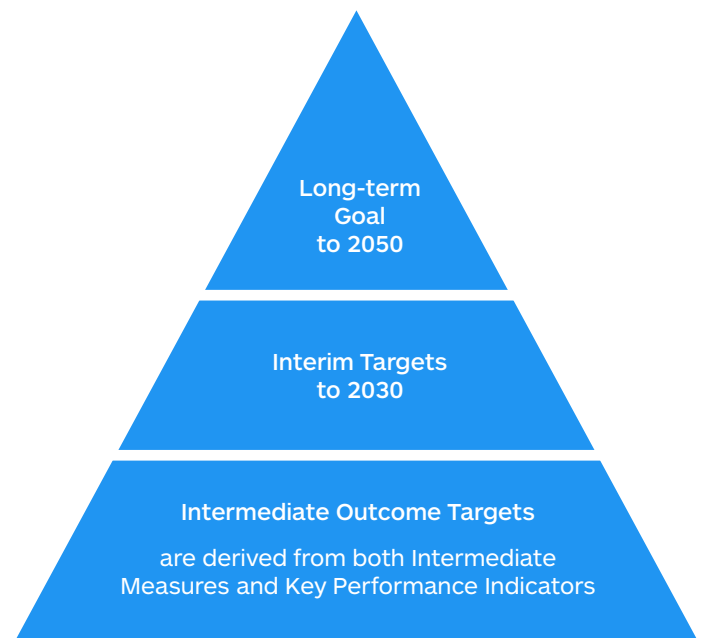 Long-term
Goal
to 2050
Interim Targets
to 2030
Intermediate Outcome Targets
are derived from both Intermediate
Measures and Key Performance Indicators